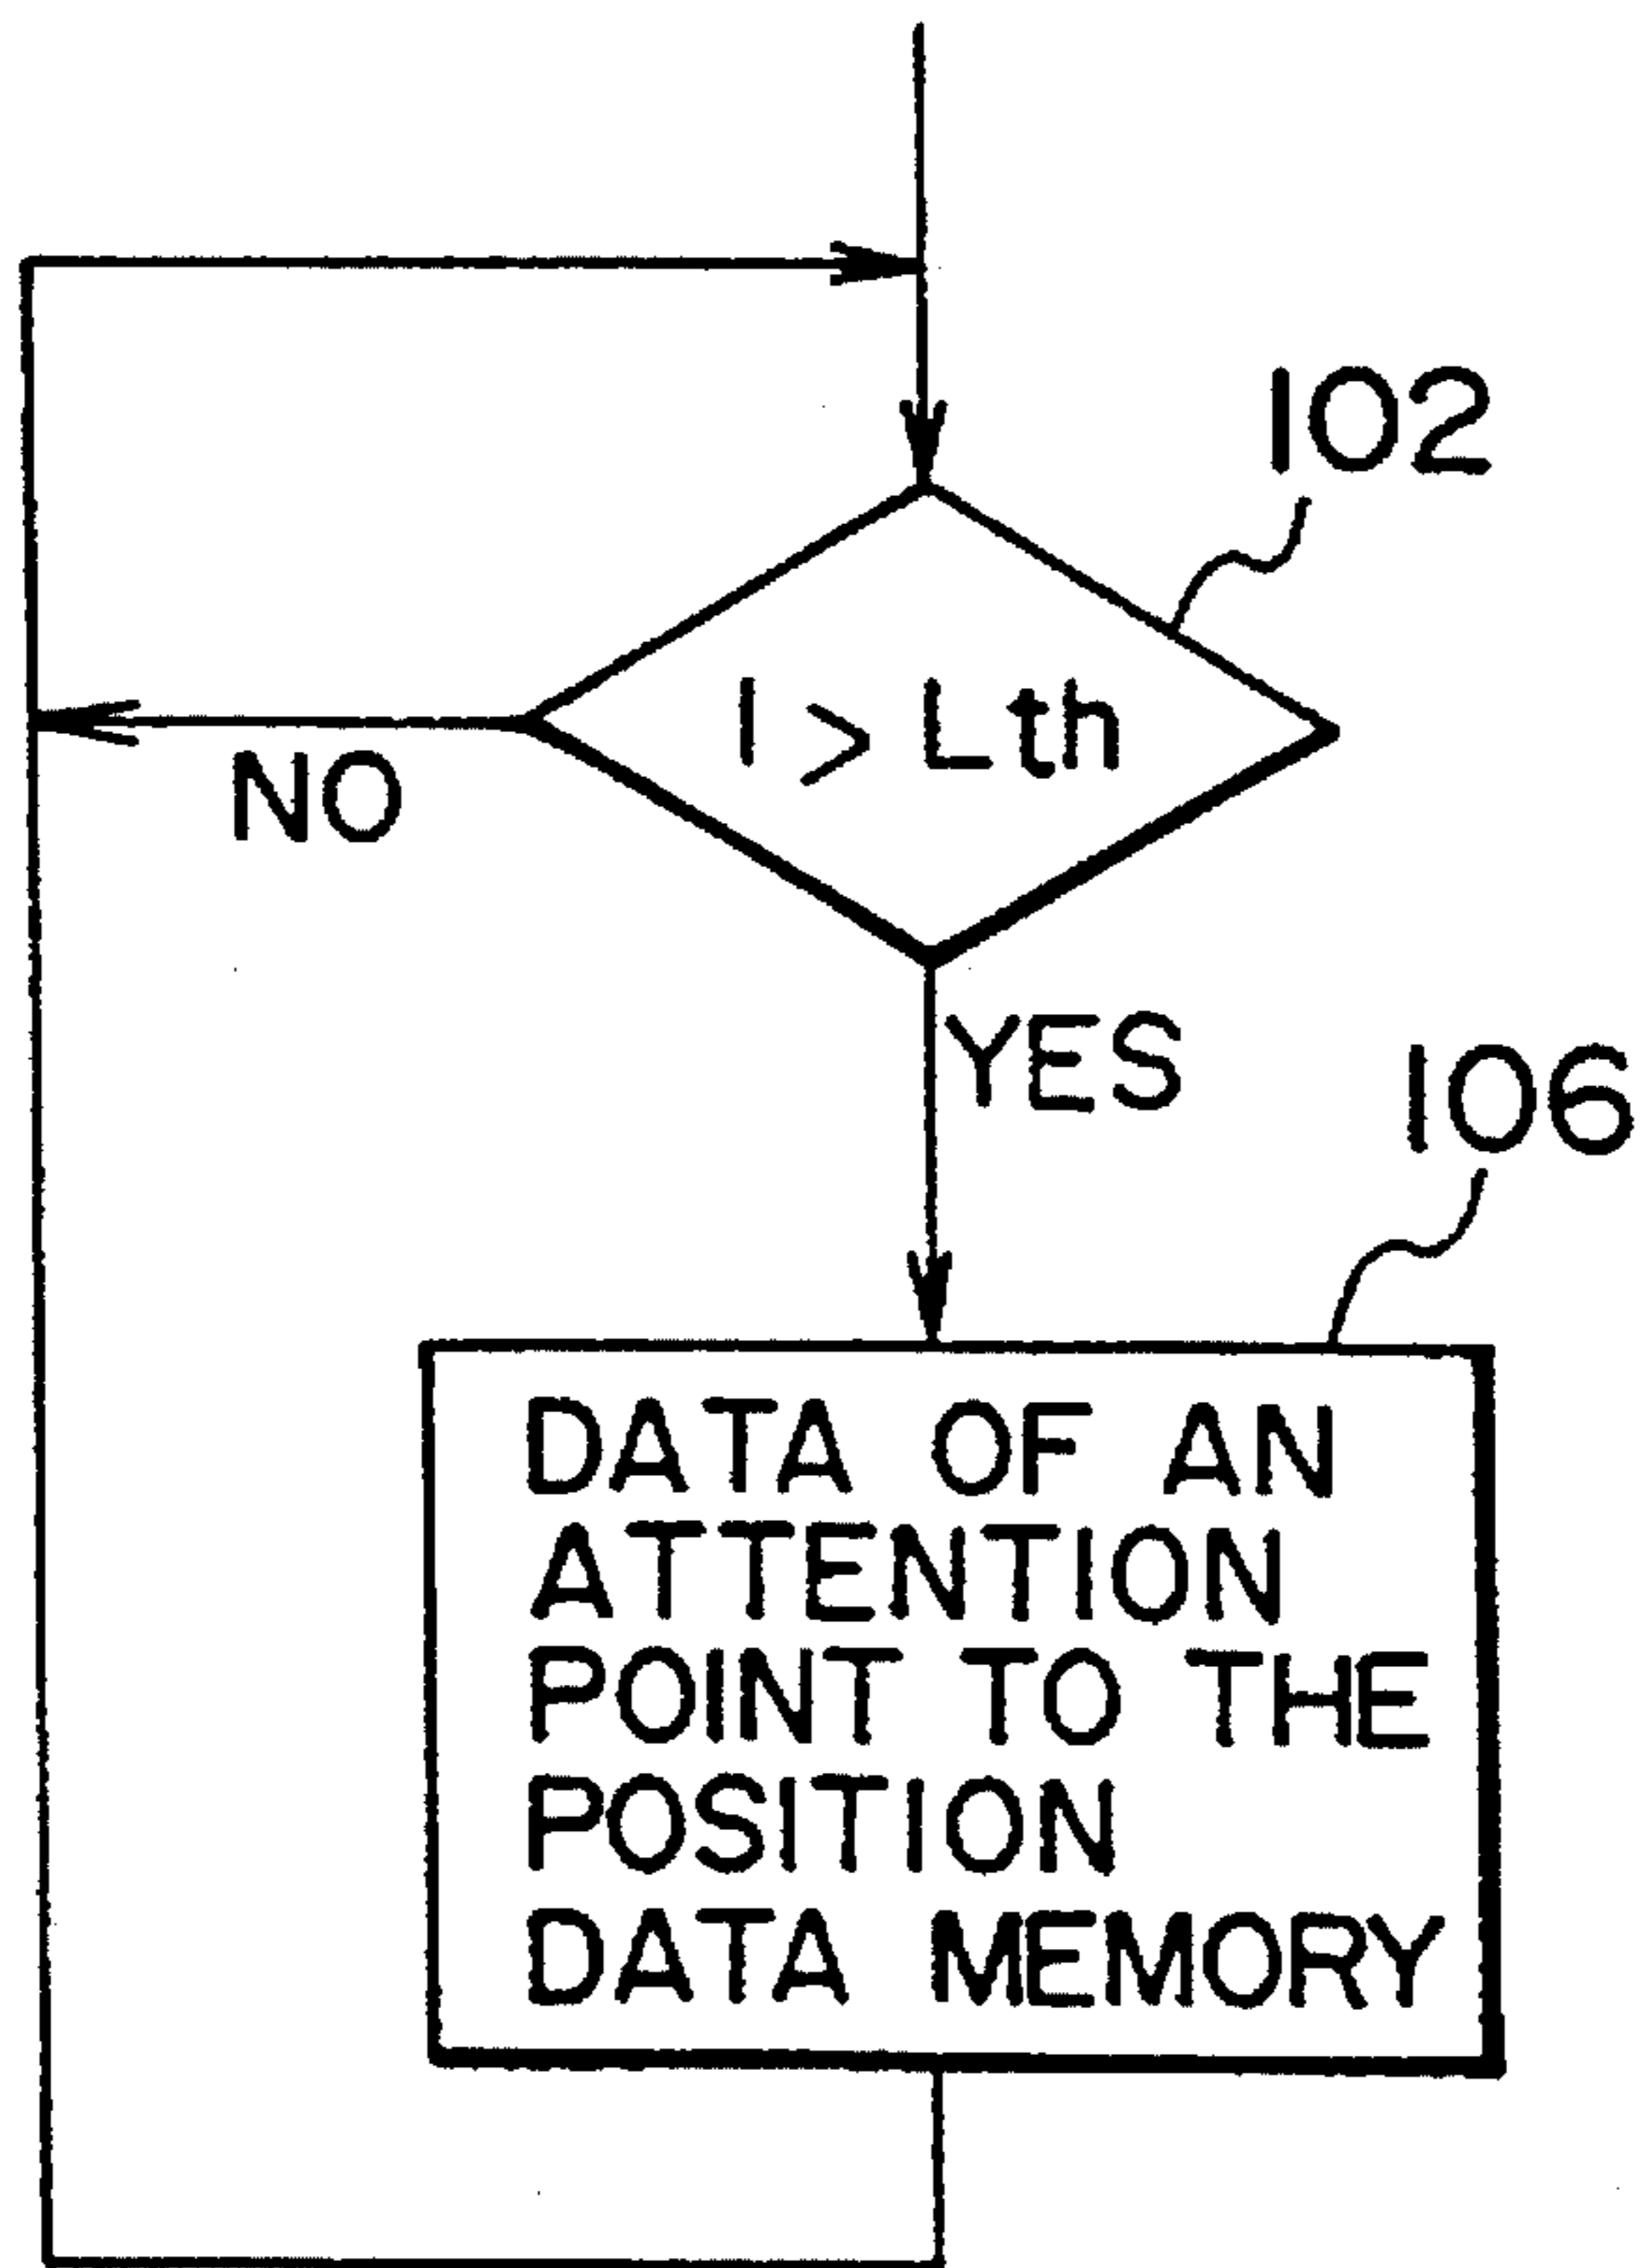 102
l > Lth
NO
YES
106
DATA OF AN
ATTENTION
POINT TO THE
POSITION
DATA MEMORY